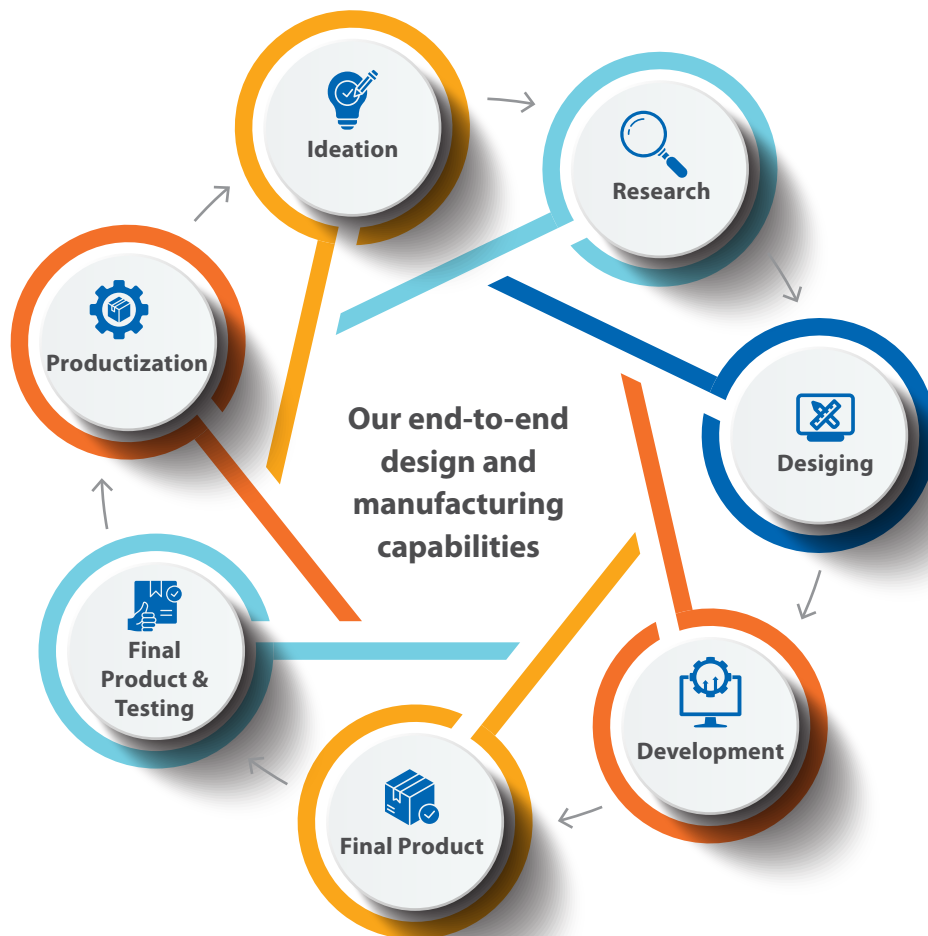 Ideation
Research
Desiging
Development
Final Product
Final
Product &
Testing
Productization
Our end-to-end
design and
manufacturing
capabilities